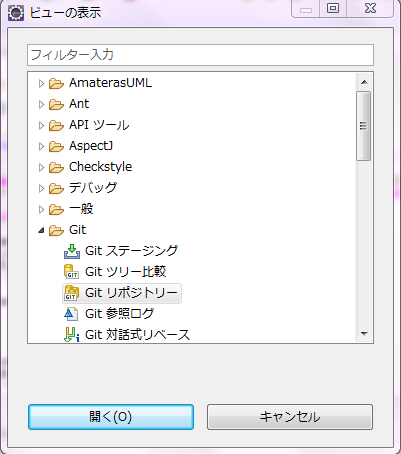 ビューの表示
フィルター入力
AmaterasUML
Ant
API ツール
AspectJ
Checkstyle
デバッグ
一般
Git
Git ステージング
Git ツリー比較
Git リポジトリー
Git 参照ログ
Git 対話式リベース
開く(O)
キャンセル